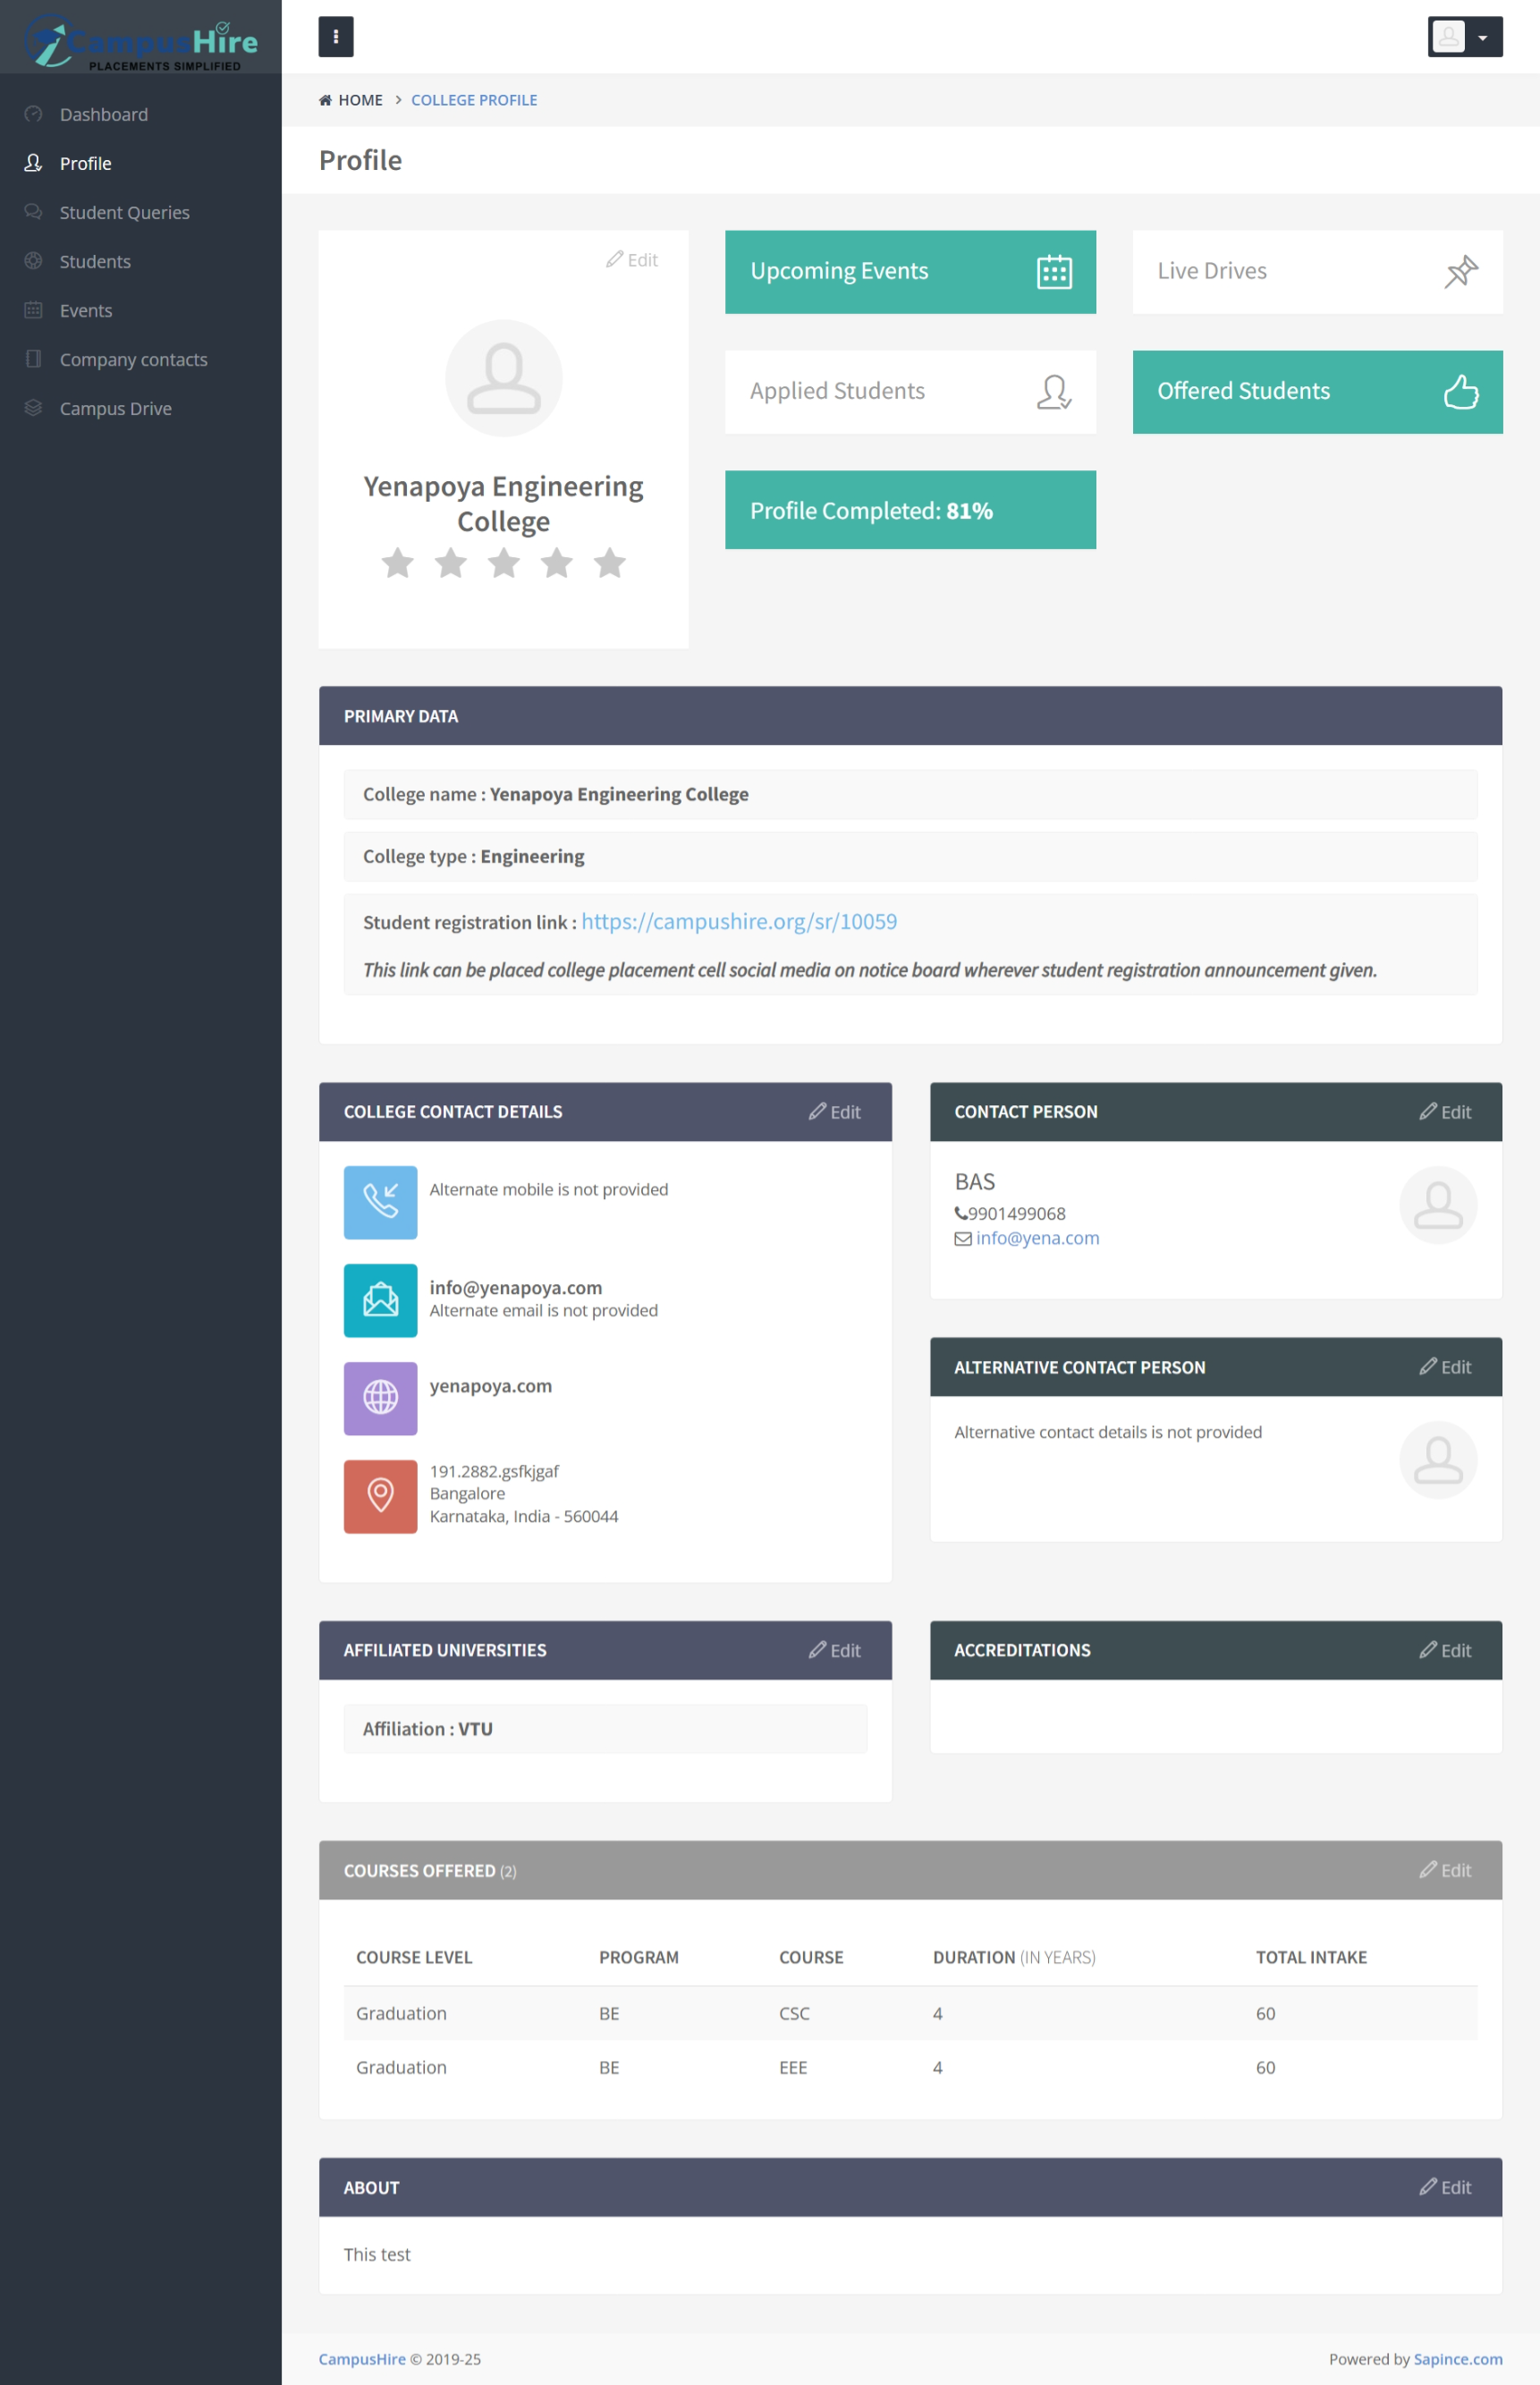 CampusHire
PLACEMENTS SIMPLIFIED
Dashboard
Profile
Student Queries
Students
Events
Company contacts
Campus Drive
HOME > COLLEGE PROFILE
Profile
Edit
Yenapoya Engineering
College
Upcoming Events
Live Drives
Applied Students
Offered Students
Profile Completed: 81%
PRIMARY DATA
College name : Yenapoya Engineering College
College type : Engineering
Student registration link : https://campushire.org/sr/10059
This link can be placed college placement cell social media on notice board wherever student registration announcement given.
COLLEGE CONTACT DETAILS Edit
Alternate mobile is not provided
info@yenapoya.com
Alternate email is not provided
yenapoya.com
191.2882.gsfkjgaf
Bangalore
Karnataka, India - 560044
CONTACT PERSON Edit
BAS
9901499068
info@yena.com
ALTERNATIVE CONTACT PERSON Edit
Alternative contact details is not provided
AFFILIATED UNIVERSITIES Edit
Affiliation : VTU
ACCREDITATIONS Edit
COURSES OFFERED (2) Edit
COURSE LEVEL PROGRAM COURSE DURATION (IN YEARS) TOTAL INTAKE
Graduation BE CSC 4 60
Graduation BE EEE 4 60
ABOUT Edit
This test
CampusHire © 2019-25 Powered by Sapince.com